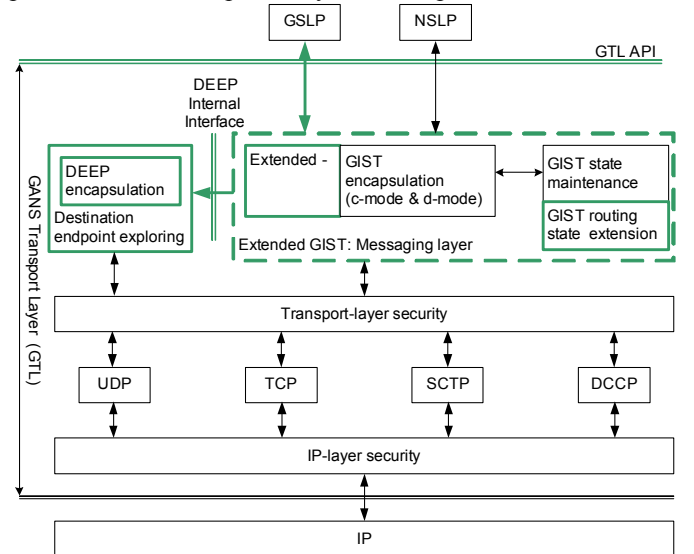 GSLP
NSLP
GTL API
DEEP
Internal
Interface
DEEP
encapsulation
Destination
endpoint exploring
Extended -
GIST
encapsulation
(c-mode & d-mode)
GIST state
maintenance
GIST routing
state extension
Extended GIST: Messaging layer
GANS Transport Layer (GTL)
Transport-layer security
UDP
TCP
SCTP
DCCP
IP-layer security
IP